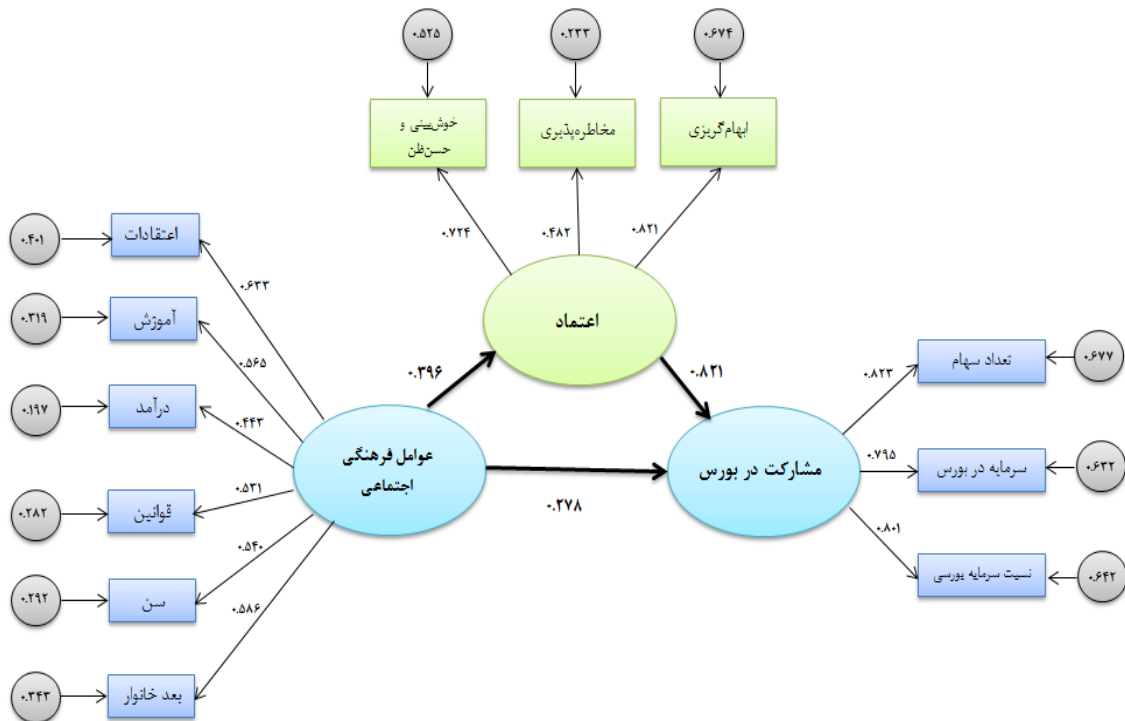 ۰.۵۲۵
۰.۲۳۳
۰.۶۷۴
خوش‌بینی و
حسن‌ظن
مخاطره‌پذیری
ابهام‌گریزی
۰.۷۲۴
۰.۴۸۲
۰.۸۲۱
اعتماد
۰.۴۰۱
اعتقادات
۰.۶۳۳
۰.۳۱۹
آموزش
۰.۵۶۵
۰.۱۹۷
درآمد
۰.۴۴۳
۰.۲۸۲
قوانین
۰.۵۳۱
۰.۲۹۲
سن
۰.۵۴۰
۰.۳۴۳
بعد خانوار
۰.۵۸۶
عوامل فرهنگی
اجتماعی
۰.۳۹۶
۰.۸۲۱
۰.۲۷۸
مشارکت در بورس
۰.۸۲۳
تعداد سهام
۰.۶۷۷
۰.۷۹۵
سرمایه در بورس
۰.۶۳۲
۰.۸۰۱
نسبت سرمایه بورسی
۰.۶۴۲